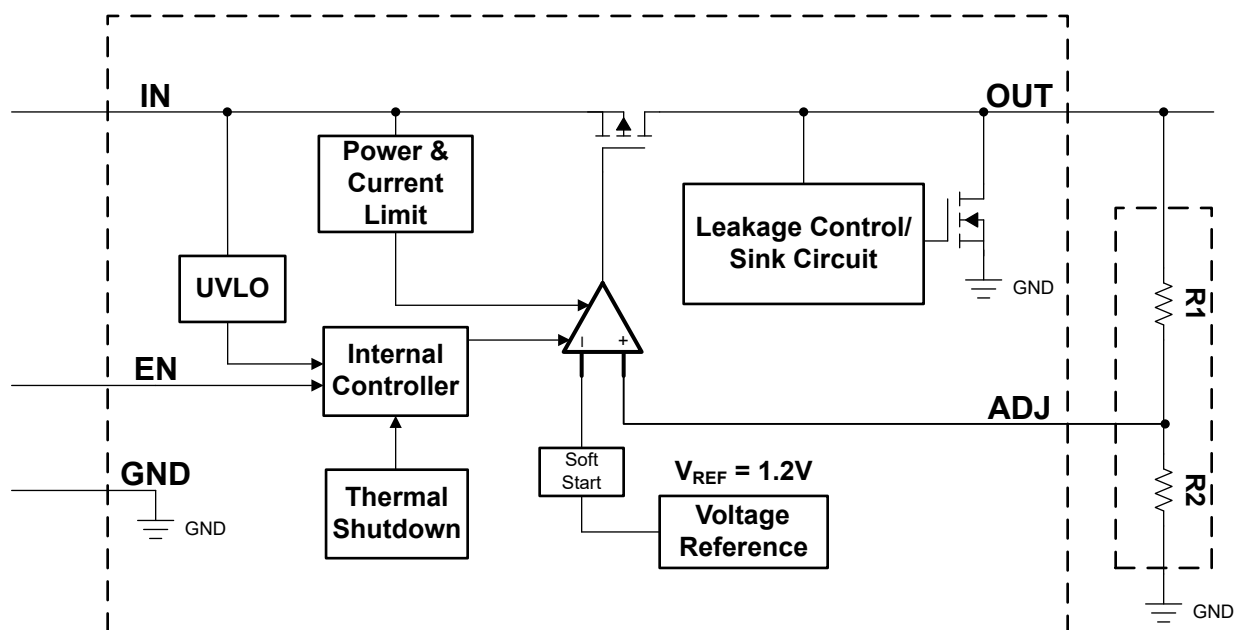 IN
OUT
Power &
Current
Limit
Leakage Control/
Sink Circuit
GND
R1
UVLO
Internal
Controller
EN
ADJ
GND
GND
Thermal
Shutdown
Soft
Start
VREF = 1.2V
Voltage
Reference
R2
GND
- +